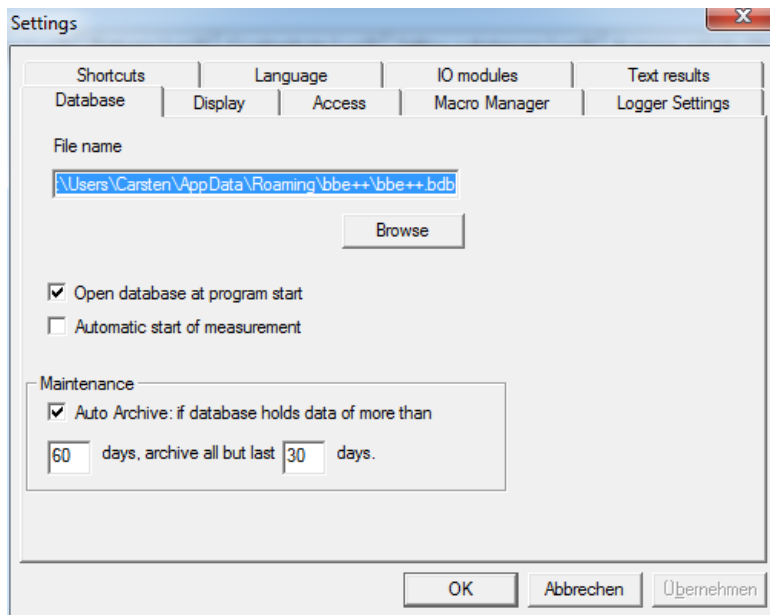 Settings
X
Shortcuts Language IO modules Text results
Database Display Access Macro Manager Logger Settings
File name
:\Users\Carsten\AppData\Roaming\bbe++\bbe++.bdb
Browse
Open database at program start
Automatic start of measurement
Maintenance
Auto Archive: if database holds data of more than
60 days, archive all but last 30 days.
OK Abbrechen Übernehmen